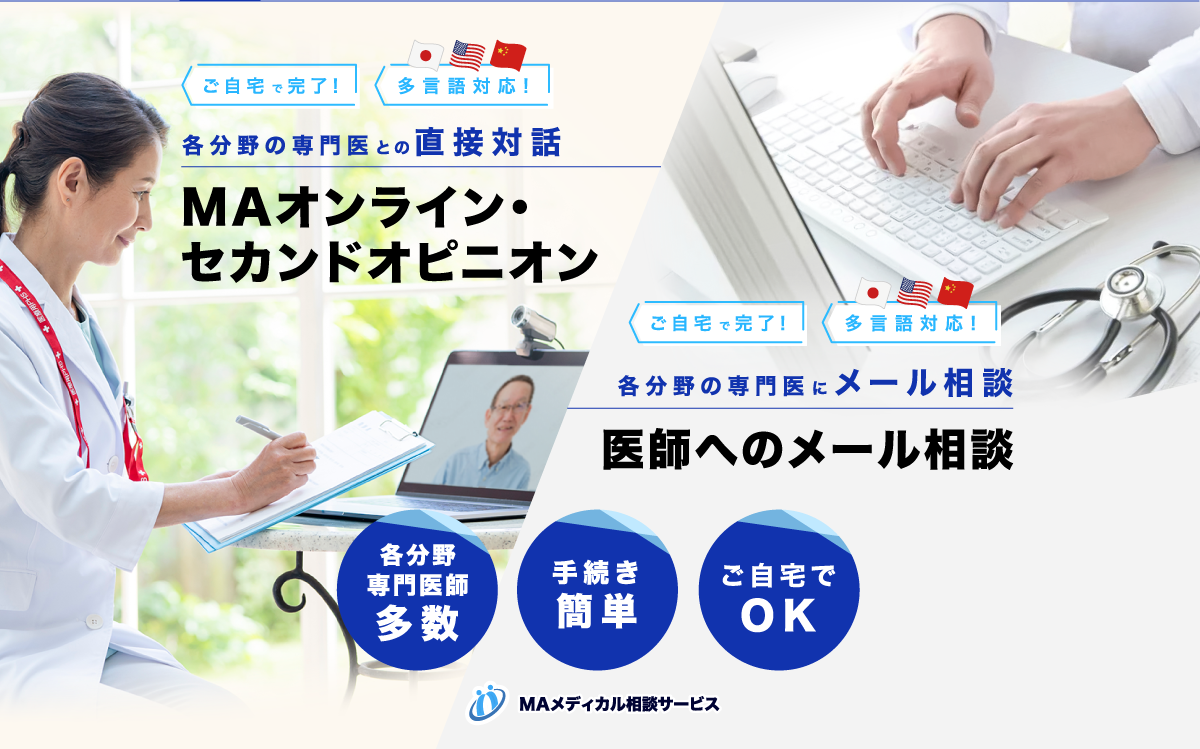 ご自宅で完了！
多言語対応！
各分野の専門医との直接対話
MAオンライン・
セカンドオピニオン
ご自宅で完了！
多言語対応！
各分野の専門医にメール相談
医師へのメール相談
各分野
専門医師
多数
手続き
簡単
ご自宅で
OK
MAメディカル相談サービス